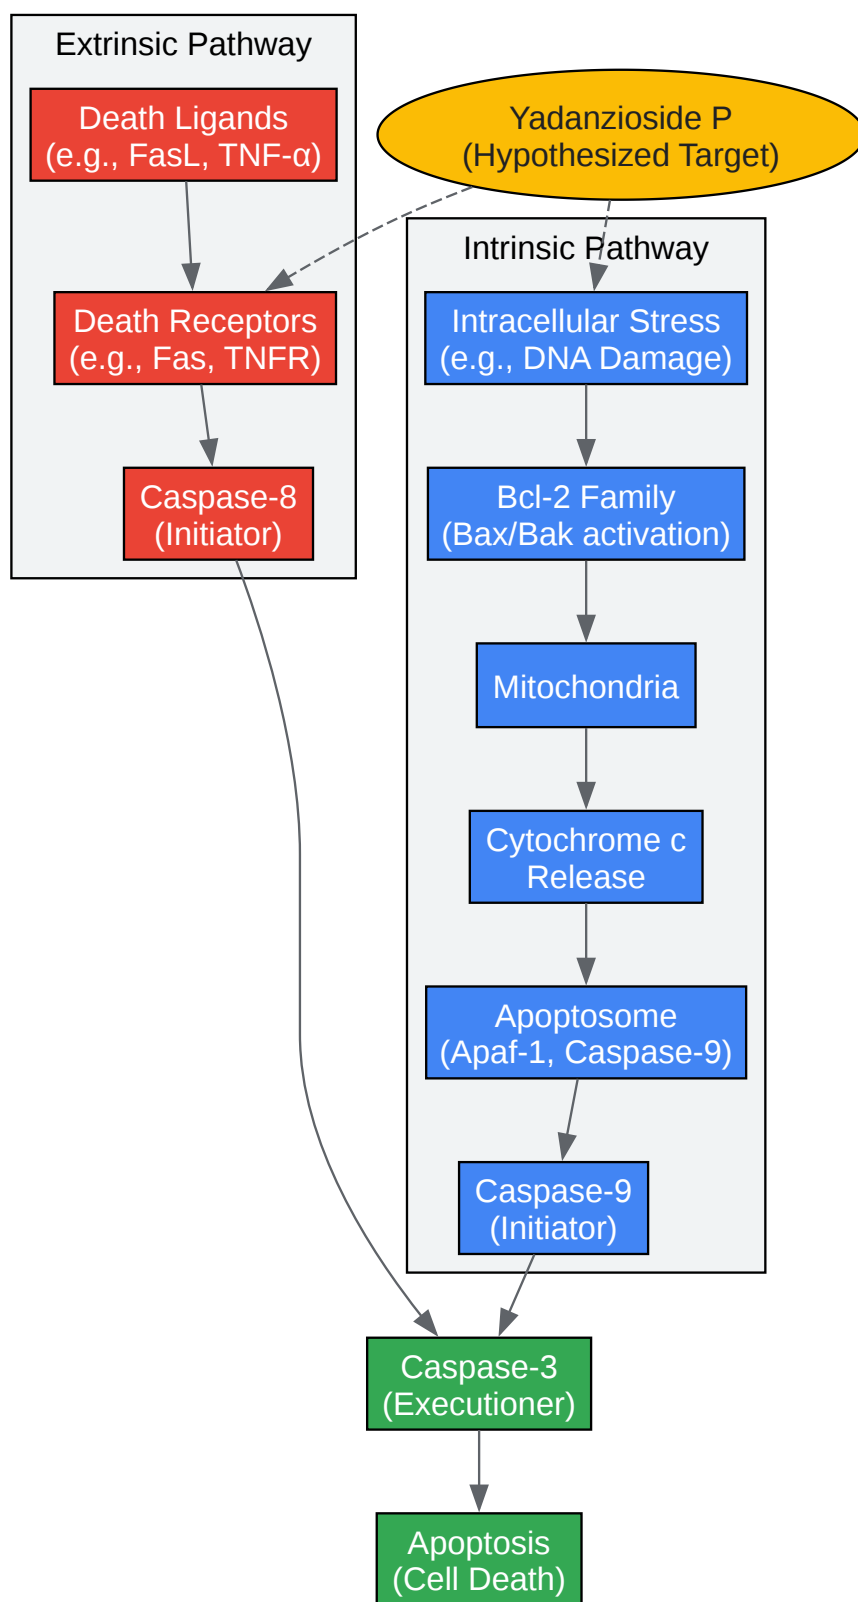 Extrinsic Pathway
Death Ligands
(e.g., FasL, TNF-α)
Yadanzioside P
(Hypothesized Target)
Intrinsic Pathway
Death Receptors
(e.g., Fas, TNFR)
Intracellular Stress
(e.g., DNA Damage)
Caspase-8
(Initiator)
Bcl-2 Family
(Bax/Bak activation)
Mitochondria
Cytochrome c
Release
Apoptosome
(Apaf-1, Caspase-9)
Caspase-9
(Initiator)
Caspase-3
(Executioner)
Apoptosis
(Cell Death)